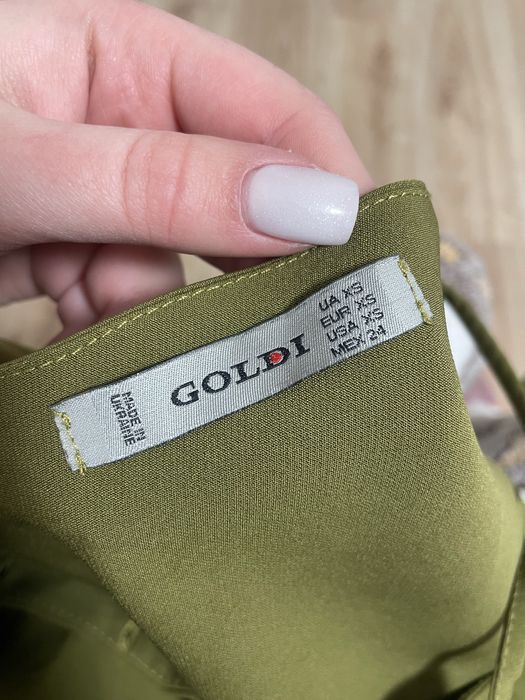 MADE IN
UKRAINE
GOLDI
UA XS
EUR XS
USA XS
MEX 24